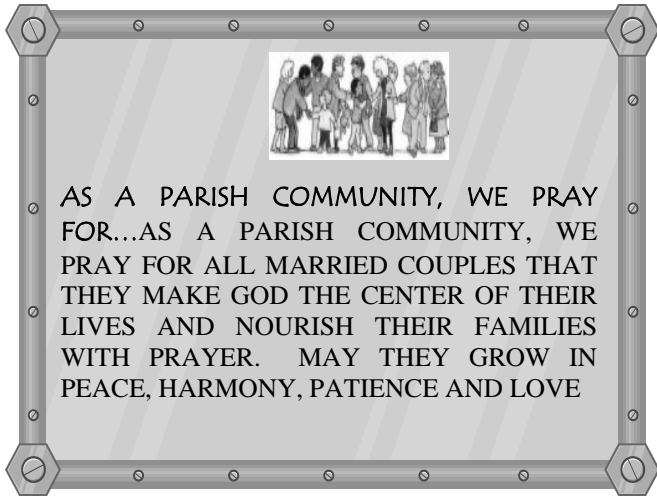 AS A PARISH COMMUNITY, WE PRAY
FOR...AS A PARISH COMMUNITY, WE
PRAY FOR ALL MARRIED COUPLES THAT
THEY MAKE GOD THE CENTER OF THEIR
LIVES AND NOURISH THEIR FAMILIES
WITH PRAYER. MAY THEY GROW IN
PEACE, HARMONY, PATIENCE AND LOVE